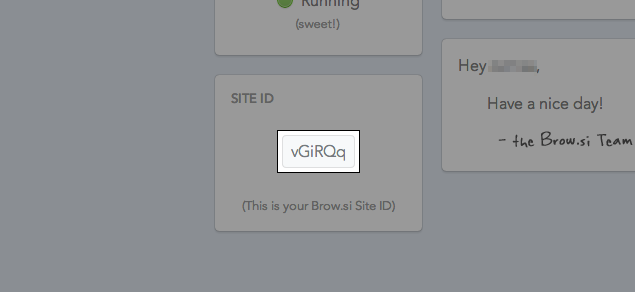 Running
(sweet!)
SITE ID
vGiRQq
(This is your Brow.si Site ID)
Hey ,
Have a nice day!
- the Brow.si Team